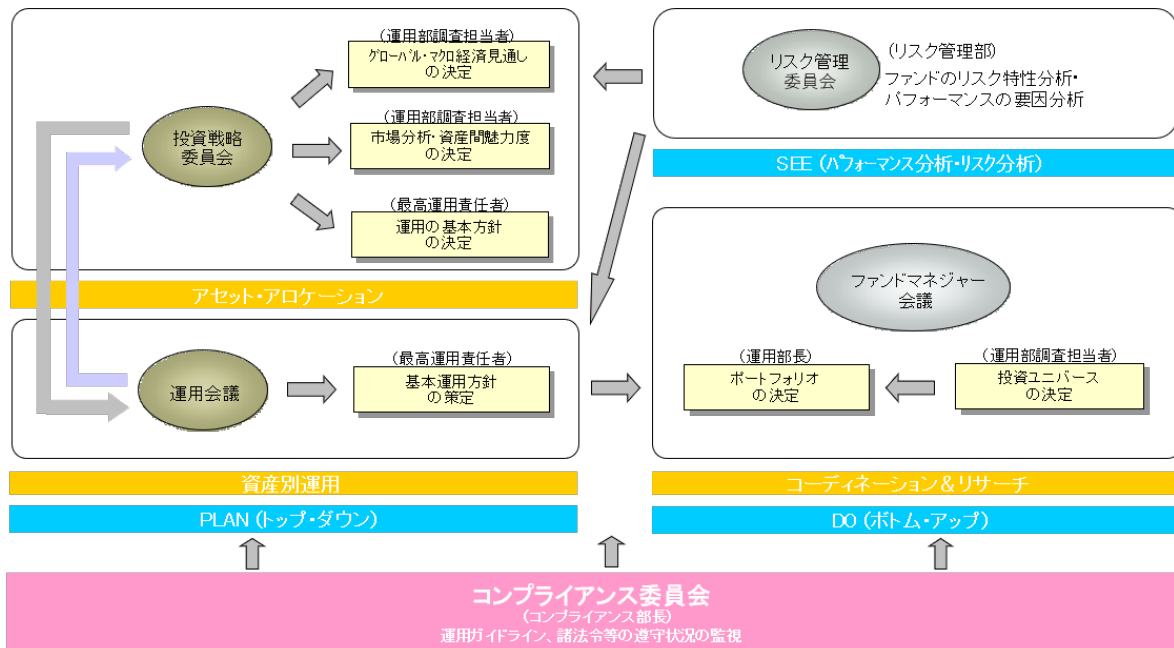 (運用部調査担当者)
グローバル・マクロ経済見通し
の決定
投資戦略
委員会
(運用部調査担当者)
市場分析・資産間魅力度
の決定
(最高運用責任者)
運用の基本方針
の決定
アセット・アロケーション
運用会議
(最高運用責任者)
基本運用方針
の策定
資産別運用
PLAN (トップ・ダウン)
リスク管理
委員会
(リスク管理部)
ファンドのリスク特性分析・
パフォーマンスの要因分析
SEE (パフォーマンス分析・リスク分析)
ファンドマネジャー
会議
(運用部長)
ポートフォリオ
の決定
(運用部調査担当者)
投資ユニバース
の決定
コーディネーション&リサーチ
DO (ボトム・アップ)
コンプライアンス委員会
(コンプライアンス部長)
運用ガイドライン、諸法令等の遵守状況の監視